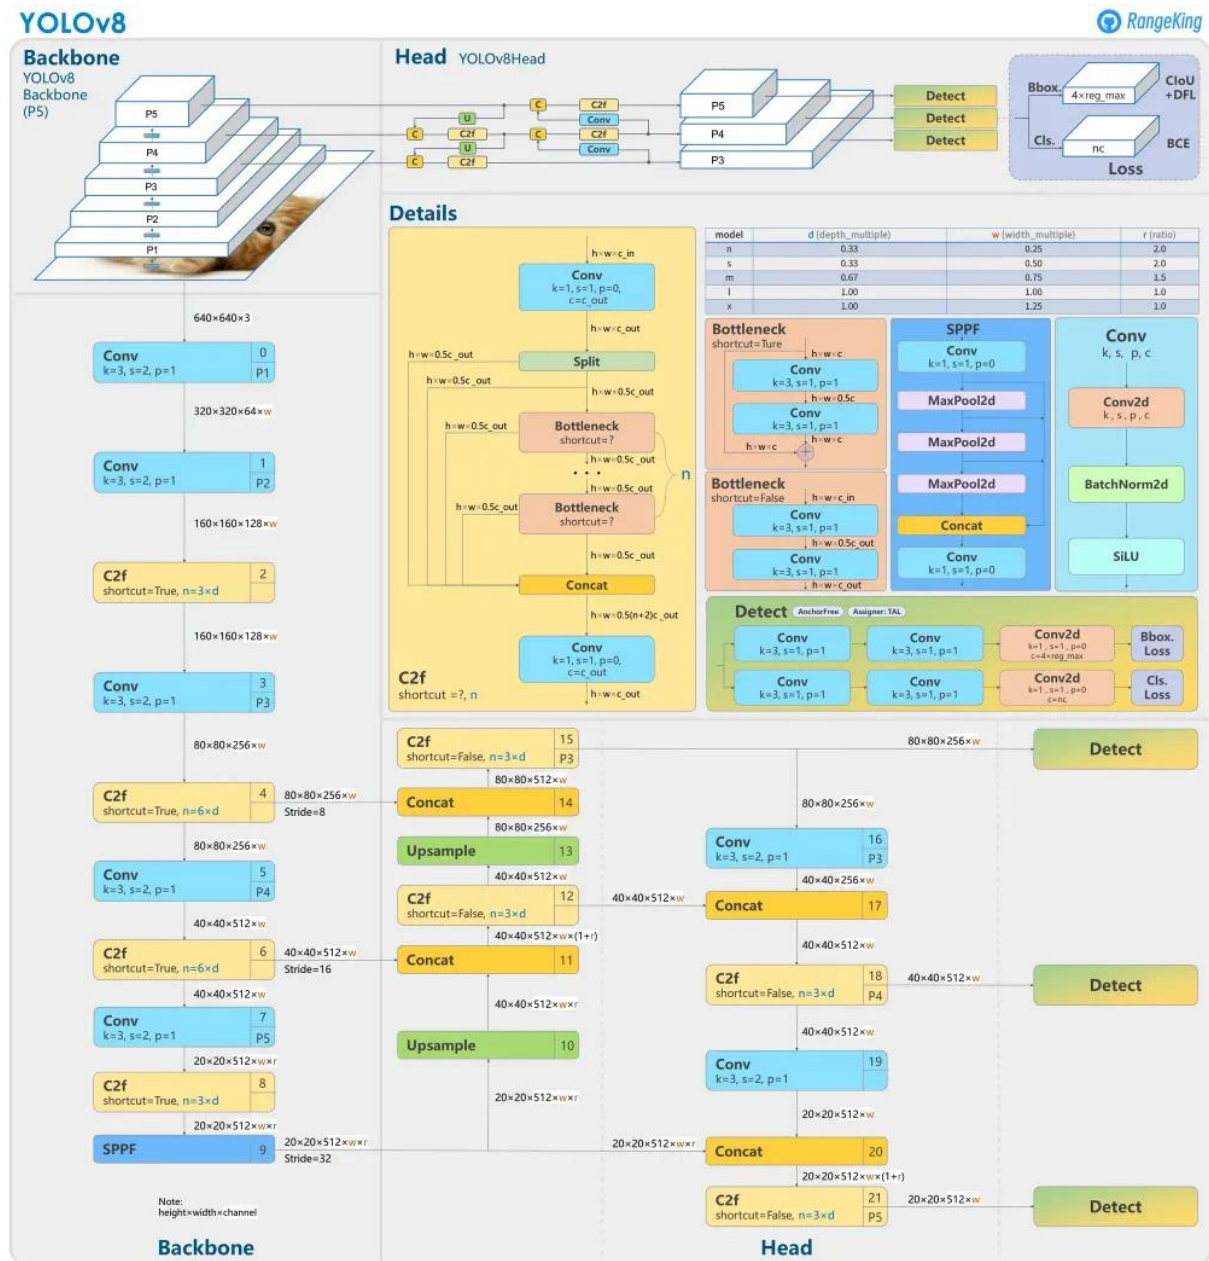 YOLOv8
RangeKing
Backbone
YOLOv8
Backbone
(P5)
P5
P4
P3
P2
P1
Head YOLOv8Head
U
C
C2f
U
C
C2f
C
C2f
Conv
C
C2f
Conv
P5
P4
P3
Detect
Detect
Detect
Bbox.
4×reg_max
CIoU
+DFL
Cls.
nc
BCE
Loss
Details
h×w×c_in
Conv
k=1, s=1, p=0,
c=c_out
h×w×c_out
h×w×0.5c_out
Split
h×w×0.5c_out
h×w×0.5c_out
h×w×0.5c_out
Bottleneck
shortcut=?
h×w×0.5c_out
• • •
n
h×w×0.5c_out
h×w×0.5c_out
Bottleneck
shortcut=?
h×w×0.5c_out
Concat
h×w×0.5(n+2)c_out
Conv
k=1, s=1, p=0,
c=c_out
h×w×c_out
C2f
shortcut =?, n
model d (depth_multiple) w (width_multiple) r (ratio)
n 0.33 0.25 2.0
s 0.33 0.50 2.0
m 0.67 0.75 1.5
l 1.00 1.00 1.0
x 1.00 1.25 1.0
Bottleneck
shortcut=Ture
h×w×c
Conv
k=3, s=1, p=1
h×w×0.5c
Conv
k=3, s=1, p=1
h×w×c
h×w×c
+
Bottleneck
shortcut=False
h×w×c_in
Conv
k=3, s=1, p=1
h×w×0.5c_out
Conv
k=3, s=1, p=1
h×w×c_out
SPPF
Conv
k=1, s=1, p=0
MaxPool2d
MaxPool2d
MaxPool2d
Concat
Conv
k=1, s=1, p=0
Conv
k, s, p, c
Conv2d
k, s, p, c
BatchNorm2d
SiLU
Detect AnchorFree Assigner: TAL
Conv
k=3, s=1, p=1
Conv
k=3, s=1, p=1
Conv2d
k=1, s=1, p=0
c=4×reg_max
Bbox.
Loss
Conv
k=3, s=1, p=1
Conv
k=3, s=1, p=1
Conv2d
k=1, s=1, p=0
c=nc
Cls.
Loss
640×640×3
Conv 0
k=3, s=2, p=1 P1
320×320×64×w
Conv 1
k=3, s=2, p=1 P2
160×160×128×w
C2f 2
shortcut=True, n=3×d
160×160×128×w
Conv 3
k=3, s=2, p=1 P3
80×80×256×w
C2f 4
shortcut=True, n=6×d
80×80×256×w
Stride=8
80×80×256×w
Conv 5
k=3, s=2, p=1 P4
40×40×512×w
C2f 6
shortcut=True, n=6×d
40×40×512×w
Stride=16
40×40×512×w
Conv 7
k=3, s=2, p=1 P5
20×20×512×w×r
C2f 8
shortcut=True, n=3×d
20×20×512×w×r
SPPF 9
20×20×512×w×r
Stride=32
Note:
height×width×channel
Backbone
C2f 15
shortcut=False, n=3×d P3
80×80×512×w
Concat 14
80×80×256×w
Upsample 13
40×40×512×w
C2f 12
shortcut=False, n=3×d
40×40×512×w
40×40×512×w×(1+r)
Concat 11
40×40×512×w×r
Upsample 10
20×20×512×w×r
80×80×256×w
Detect
80×80×256×w
Conv 16
k=3, s=2, p=1 P3
40×40×256×w
Concat 17
40×40×512×w
C2f 18
shortcut=False, n=3×d P4
40×40×512×w
Detect
40×40×512×w
Conv 19
k=3, s=2, p=1
20×20×512×w
20×20×512×w×r
Concat 20
20×20×512×w×(1+r)
C2f 21
shortcut=False, n=3×d P5
20×20×512×w
Detect
Head